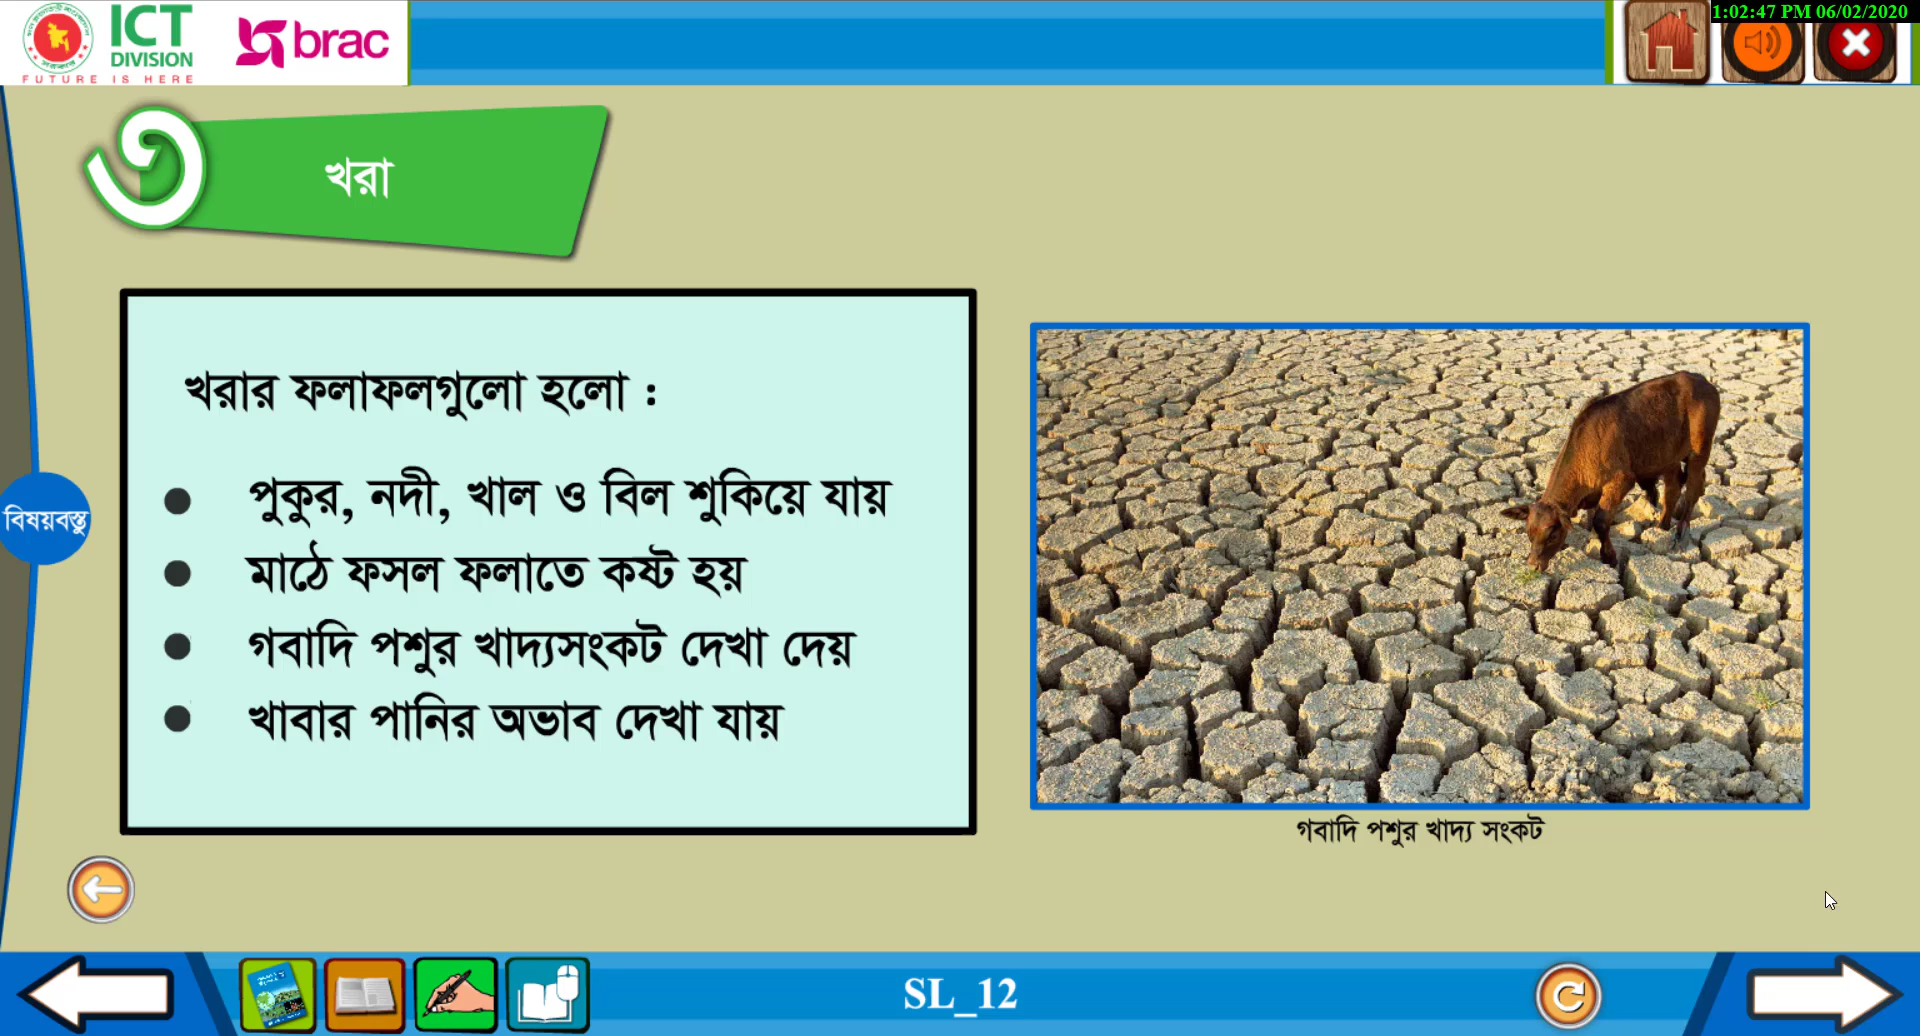 ICT
DIVISION
FUTURE IS HERE
brac
1:02:47 PM 06/02/2020
৩
খরা
খরার ফলাফলগুলো হলো :
পুকুর, নদী, খাল ও বিল শুকিয়ে যায়
মাঠে ফসল ফলাতে কষ্ট হয়
গবাদি পশুর খাদ্যসংকট দেখা দেয়
খাবার পানির অভাব দেখা যায়
বিষয়বস্তু
গবাদি পশুর খাদ্য সংকট
SL_12